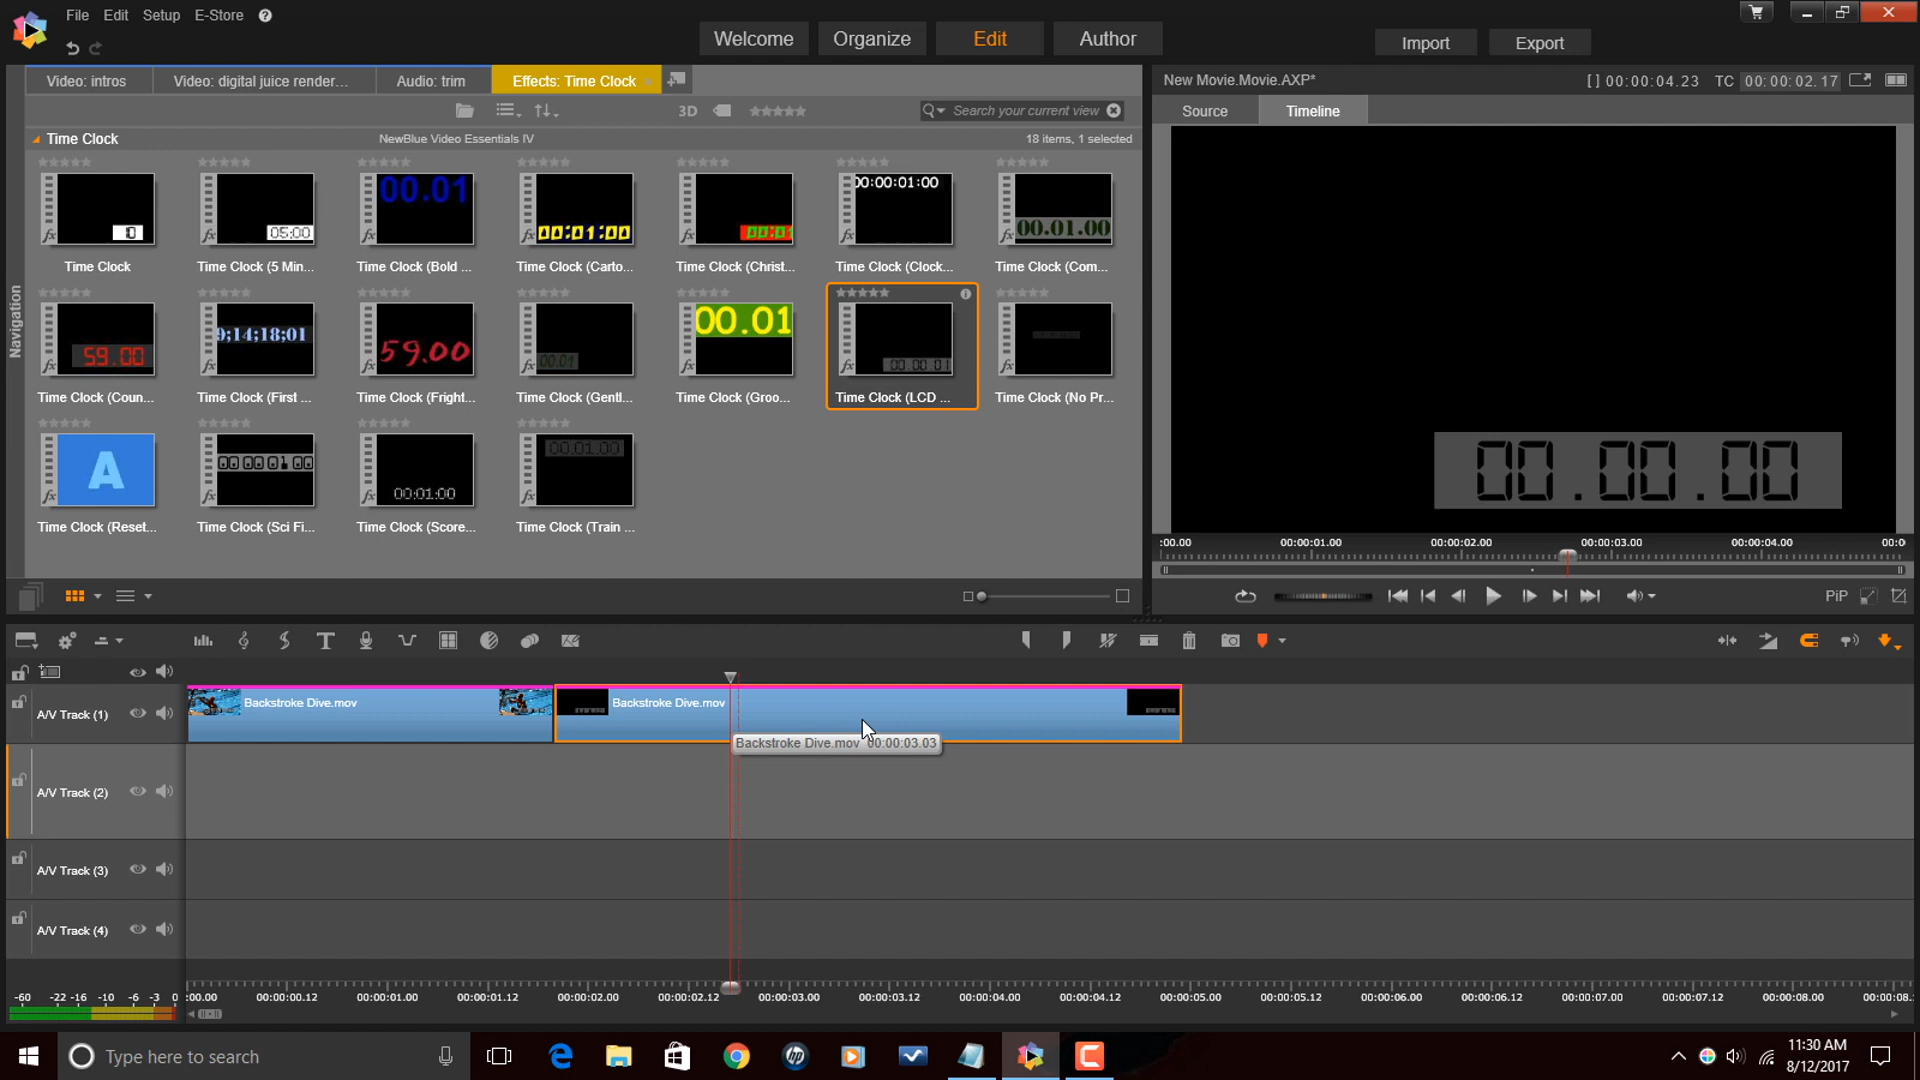 File Edit Setup E-Store ?
Welcome Organize Edit Author
Import Export
Video: intros Video: digital juice render... Audio: trim Effects: Time Clock
New Movie.Movie.AXP* [ ] 00:00:04.23 TC 00:00:02.17
3D Search your current view
Source Timeline
Time Clock NewBlue Video Essentials IV 18 items, 1 selected
05:00 00.01 00:01:00 00:01 00:00:01:00 00.01.00
Time Clock Time Clock (5 Min... Time Clock (Bold ... Time Clock (Carto... Time Clock (Christ... Time Clock (Clock... Time Clock (Com...
59.00 9;14;18;01 59.00 00:01 00.01 00.00.01
Time Clock (Coun... Time Clock (First ... Time Clock (Fright... Time Clock (Gentl... Time Clock (Groo... Time Clock (LCD ... Time Clock (No Pr...
A 00:01:00 00:01:00
Time Clock (Reset... Time Clock (Sci Fi... Time Clock (Score... Time Clock (Train ...
Navigation
00.00.00
:00.00 00:00:01.00 00:00:02.00 00:00:03.00 00:00:04.00 00:0
PiP
A/V Track (1) Backstroke Dive.mov Backstroke Dive.mov
Backstroke Dive.mov 00:00:03.03
A/V Track (2)
A/V Track (3)
A/V Track (4)
-60 -22 -16 -10 -6 -3 0 :00.00 00:00:00.12 00:00:01.00 00:00:01.12 00:00:02.00 00:00:02.12 00:00:03.00 00:00:03.12 00:00:04.00 00:00:04.12 00:00:05.00 00:00:05.12 00:00:06.00 00:00:06.12 00:00:07.00 00:00:07.12 00:00:08.00 00:00:08.
Type here to search
hp
11:30 AM
8/12/2017